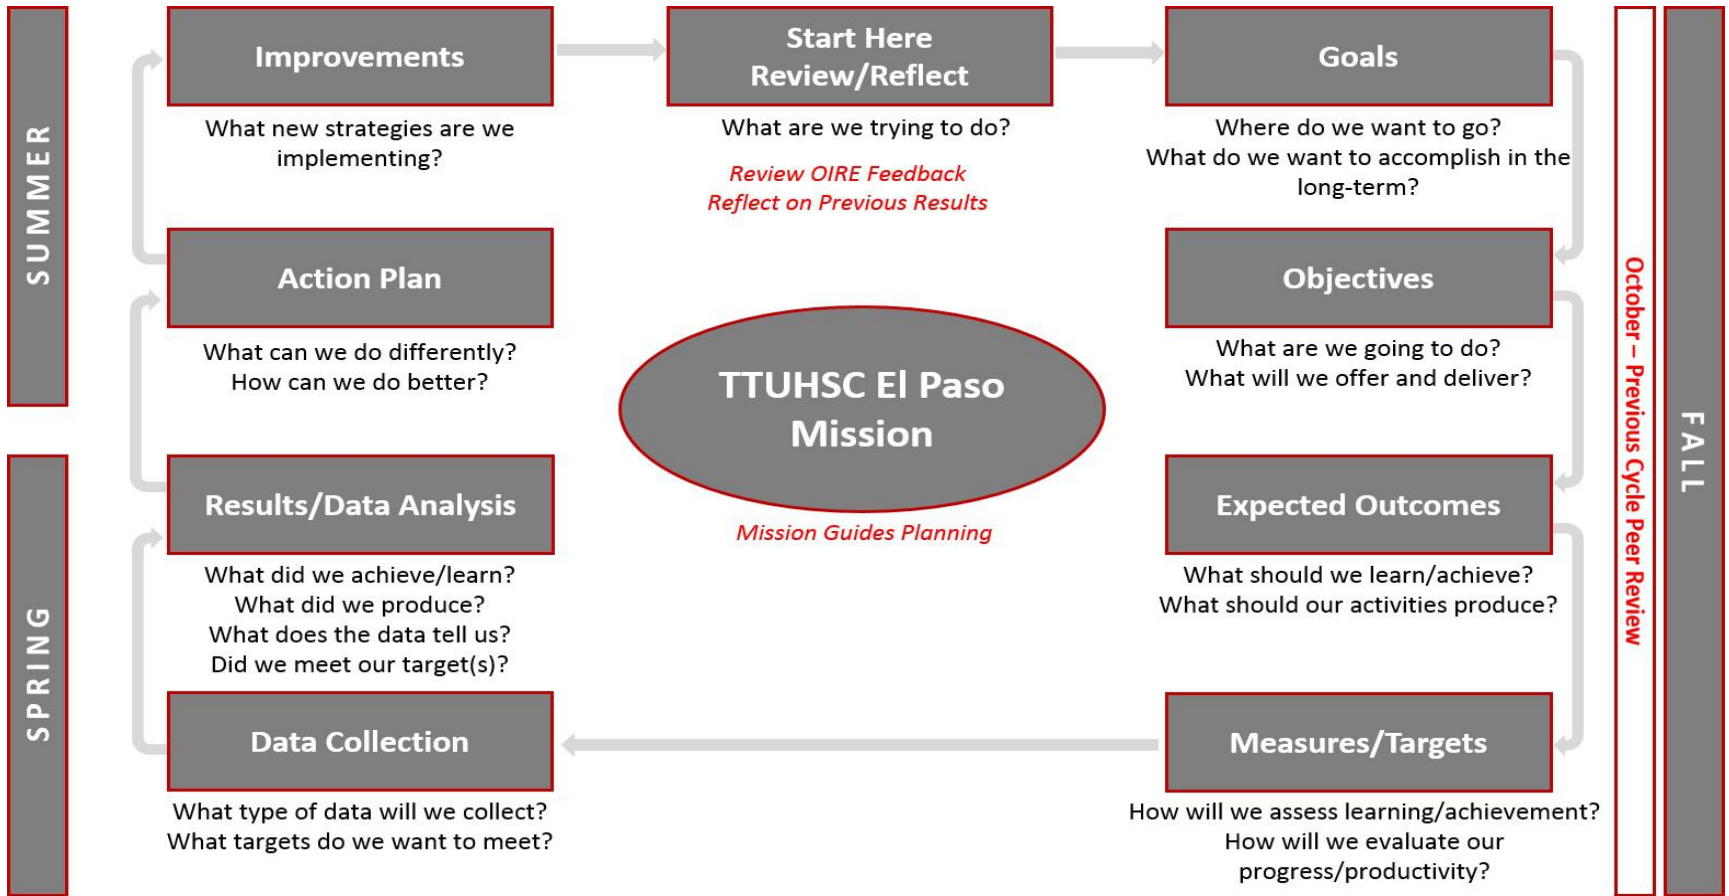 SUMMER
Improvements
What new strategies are we
implementing?
Start Here
Review/Reflect
What are we trying to do?
Review OIRE Feedback
Reflect on Previous Results
Goals
Where do we want to go?
What do we want to accomplish in the
long-term?
Action Plan
What can we do differently?
How can we do better?
TTUHSC El Paso
Mission
Mission Guides Planning
Objectives
What are we going to do?
What will we offer and deliver?
October – Previous Cycle Peer Review
FALL
SPRING
Results/Data Analysis
What did we achieve/learn?
What did we produce?
What does the data tell us?
Did we meet our target(s)?
Expected Outcomes
What should we learn/achieve?
What should our activities produce?
Data Collection
What type of data will we collect?
What targets do we want to meet?
Measures/Targets
How will we assess learning/achievement?
How will we evaluate our
progress/productivity?